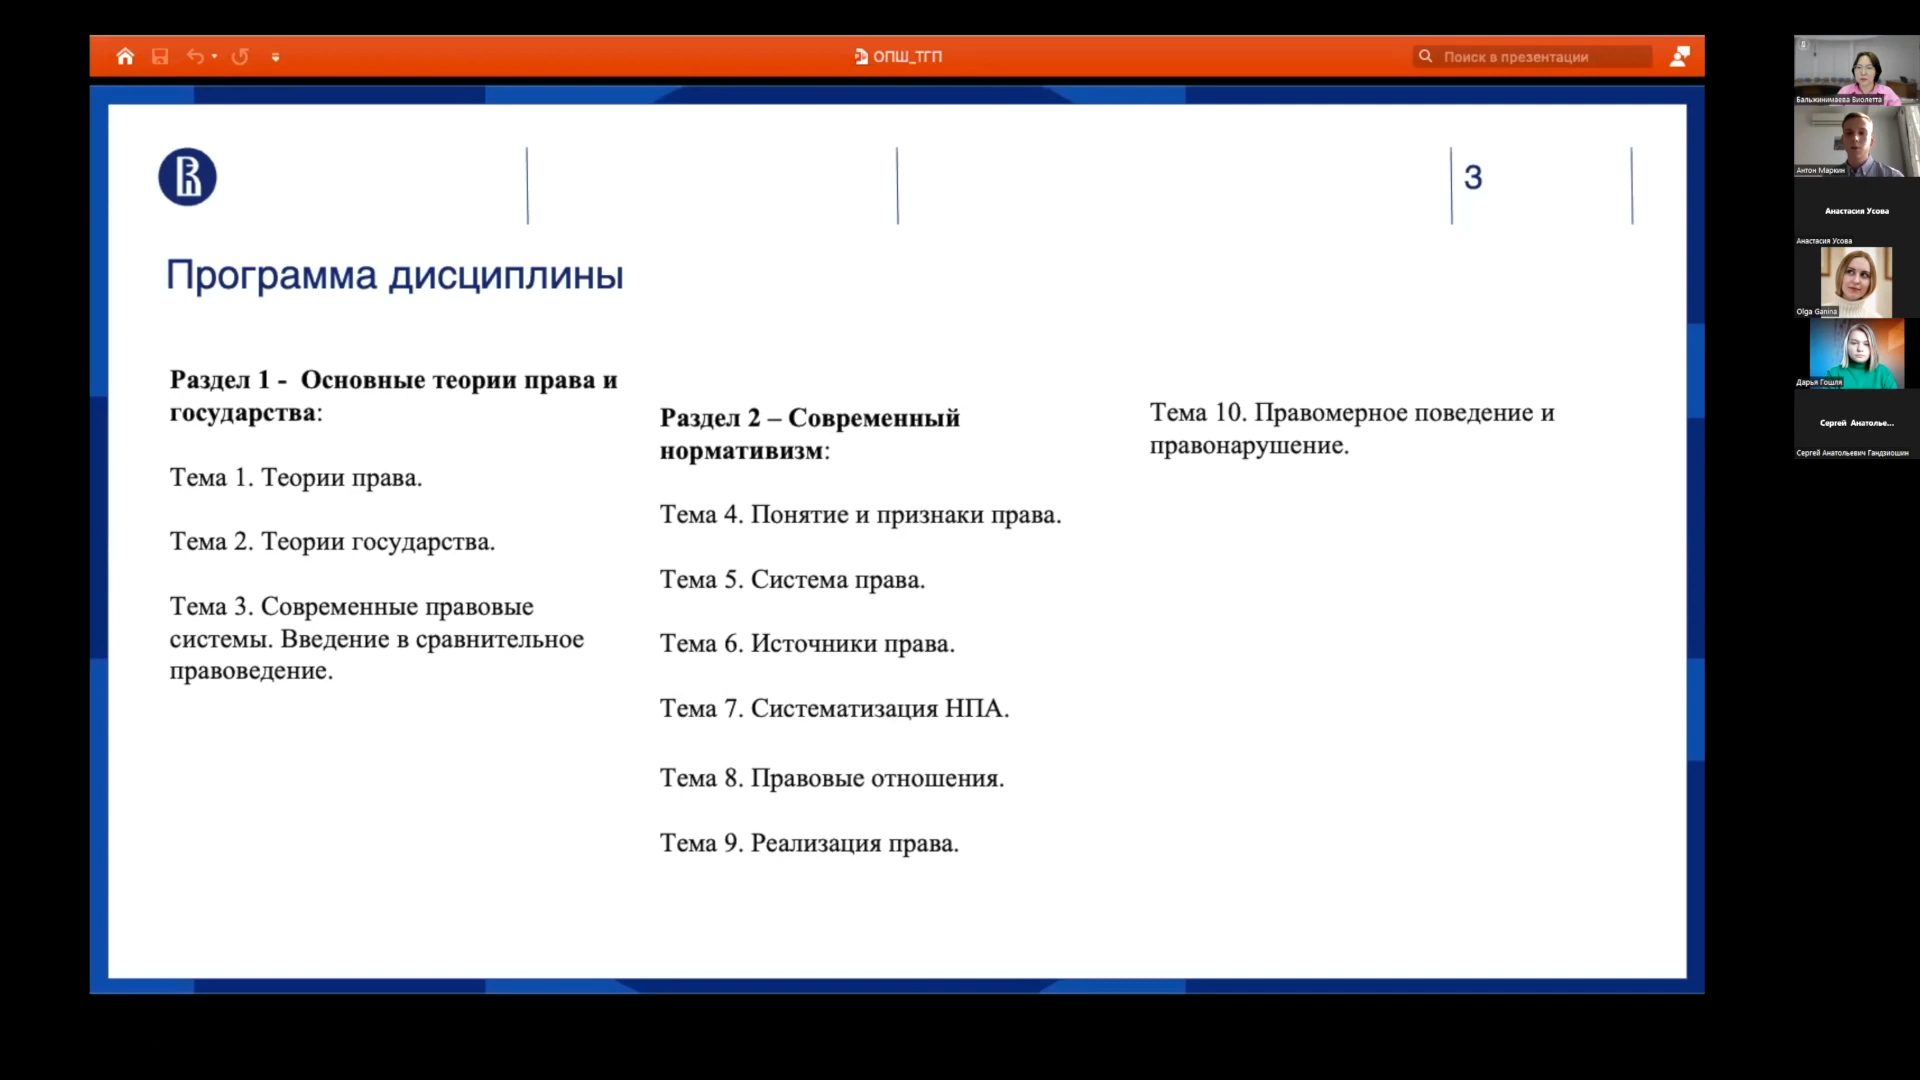 ОПШ_ТГП
Поиск в презентации
3
Программа дисциплины
Раздел 1 - Основные теории права и
государства:
Тема 1. Теории права.
Тема 2. Теории государства.
Тема 3. Современные правовые
системы. Введение в сравнительное
правоведение.
Раздел 2 – Современный
нормативизм:
Тема 4. Понятие и признаки права.
Тема 5. Система права.
Тема 6. Источники права.
Тема 7. Систематизация НПА.
Тема 8. Правовые отношения.
Тема 9. Реализация права.
Тема 10. Правомерное поведение и
правонарушение.
Бальжинимаева Виолетта
Антон Маркин
Анастасия Усова
Анастасия Усова
Olga Ganina
Дарья Гошля
Сергей Анатолье...
Сергей Анатольевич Гандзиошин